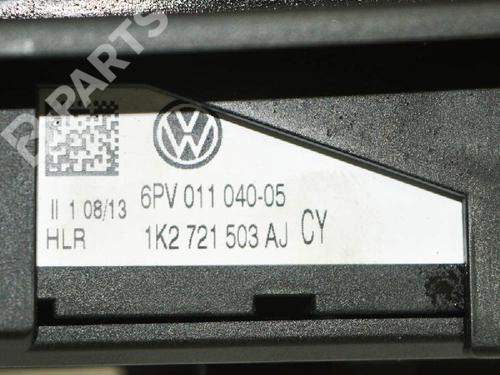 B-PARTS
6PV 011 040-05
II 1 08/13
HLR 1K2 721 503 AJ CY